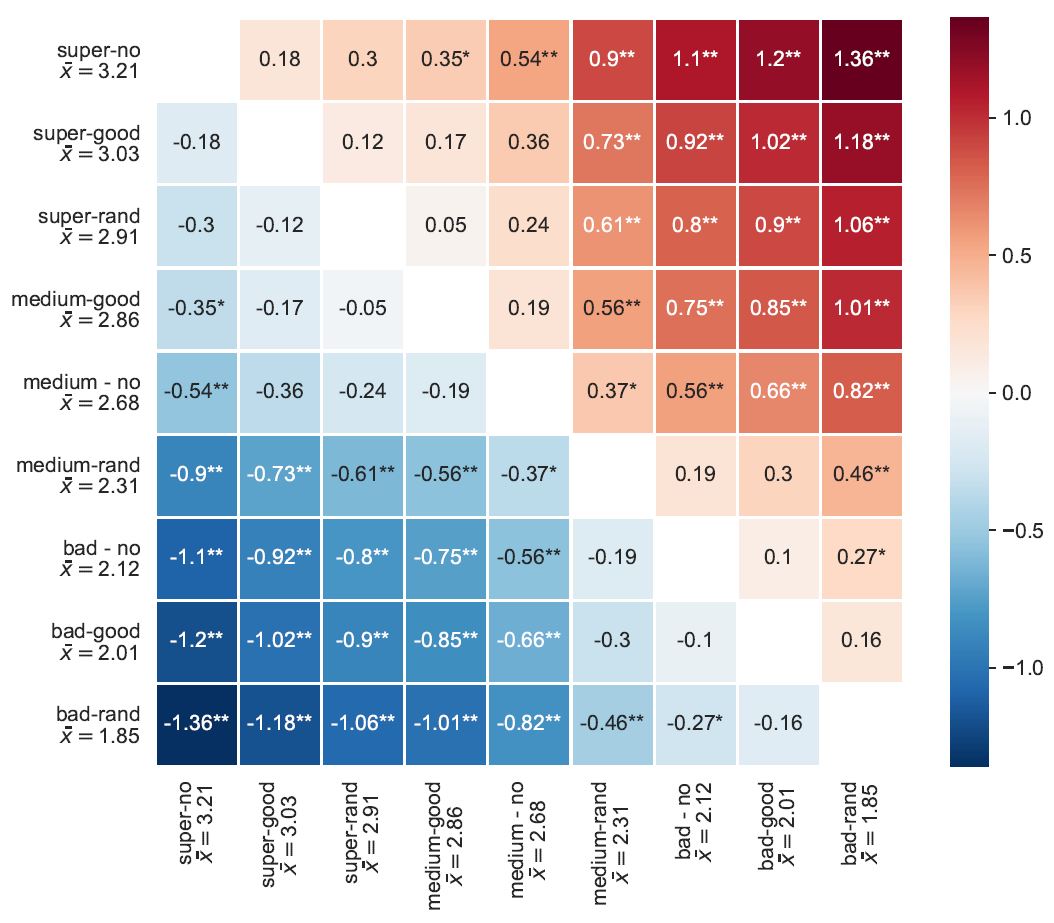 super-no
x̄ = 3.21
0.18 0.3 0.35* 0.54** 0.9** 1.1** 1.2** 1.36**
super-good
x̄ = 3.03
-0.18 0.12 0.17 0.36 0.73** 0.92** 1.02** 1.18**
super-rand
x̄ = 2.91
-0.3 -0.12 0.05 0.24 0.61** 0.8** 0.9** 1.06**
medium-good
x̄ = 2.86
-0.35* -0.17 -0.05 0.19 0.56** 0.75** 0.85** 1.01**
medium - no
x̄ = 2.68
-0.54** -0.36 -0.24 -0.19 0.37* 0.56** 0.66** 0.82**
medium-rand
x̄ = 2.31
-0.9** -0.73** -0.61** -0.56** -0.37* 0.19 0.3 0.46**
bad - no
x̄ = 2.12
-1.1** -0.92** -0.8** -0.75** -0.56** -0.19 0.1 0.27*
bad-good
x̄ = 2.01
-1.2** -1.02** -0.9** -0.85** -0.66** -0.3 -0.1 0.16
bad-rand
x̄ = 1.85
-1.36** -1.18** -1.06** -1.01** -0.82** -0.46** -0.27* -0.16
super-no
x̄ = 3.21
super-good
x̄ = 3.03
super-rand
x̄ = 2.91
medium-good
x̄ = 2.86
medium - no
x̄ = 2.68
medium-rand
x̄ = 2.31
bad - no
x̄ = 2.12
bad-good
x̄ = 2.01
bad-rand
x̄ = 1.85
1.0
0.5
0.0
−0.5
−1.0